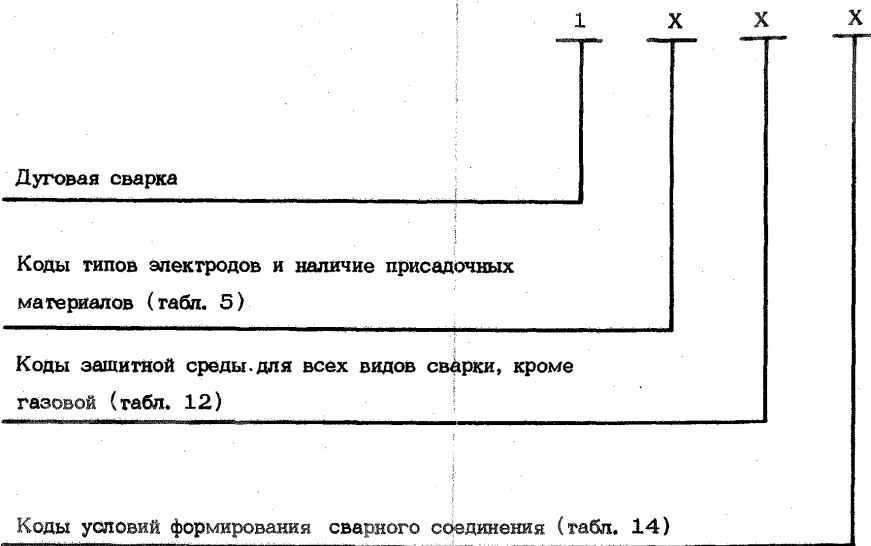 1 X X X
Дуговая сварка
Коды типов электродов и наличие присадочных
материалов (табл. 5)
Коды защитной среды для всех видов сварки, кроме
газовой (табл. 12)
Коды условий формирования сварного соединения (табл. 14)